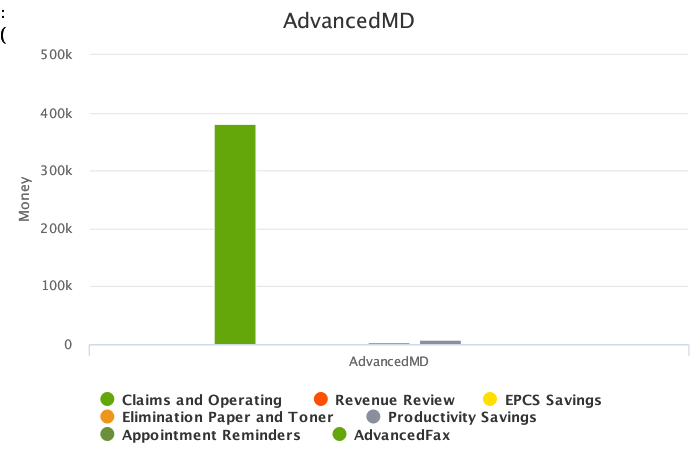 :
(
AdvancedMD
500k
400k
300k
200k
100k
0
Money
AdvancedMD
Claims and Operating
Revenue Review
EPCS Savings
Elimination Paper and Toner
Productivity Savings
Appointment Reminders
AdvancedFax